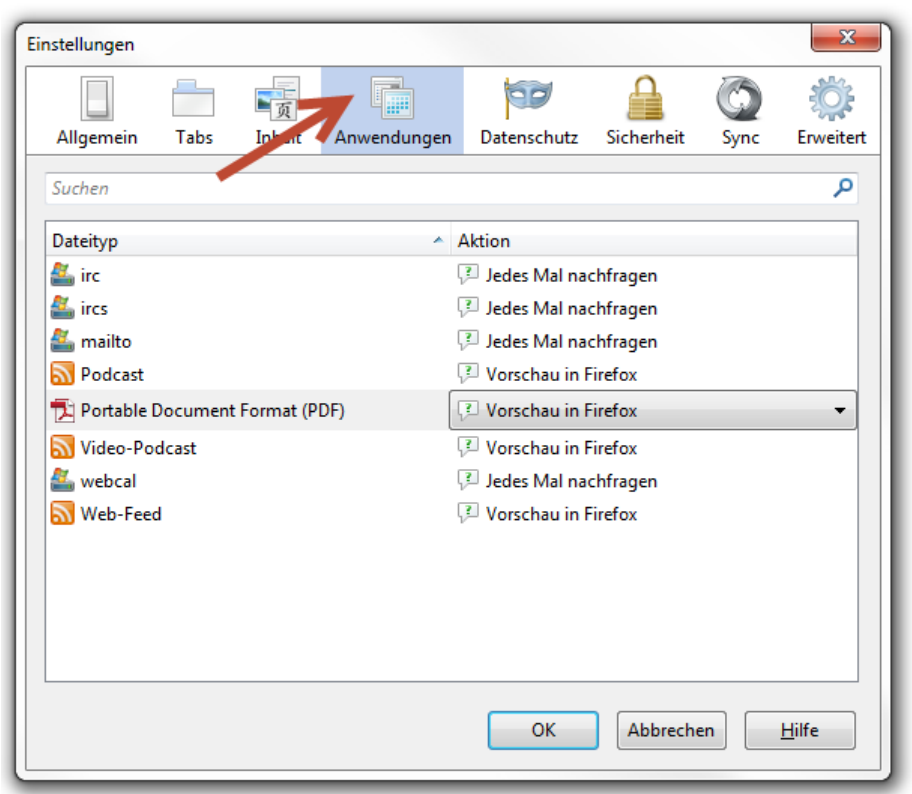 Einstellungen
Allgemein Tabs Inhalt Anwendungen Datenschutz Sicherheit Sync Erweitert
页
Suchen
Dateityp Aktion
irc Jedes Mal nachfragen
ircs Jedes Mal nachfragen
mailto Jedes Mal nachfragen
Podcast Vorschau in Firefox
Portable Document Format (PDF) Vorschau in Firefox
Video-Podcast Vorschau in Firefox
webcal Jedes Mal nachfragen
Web-Feed Vorschau in Firefox
OK Abbrechen Hilfe